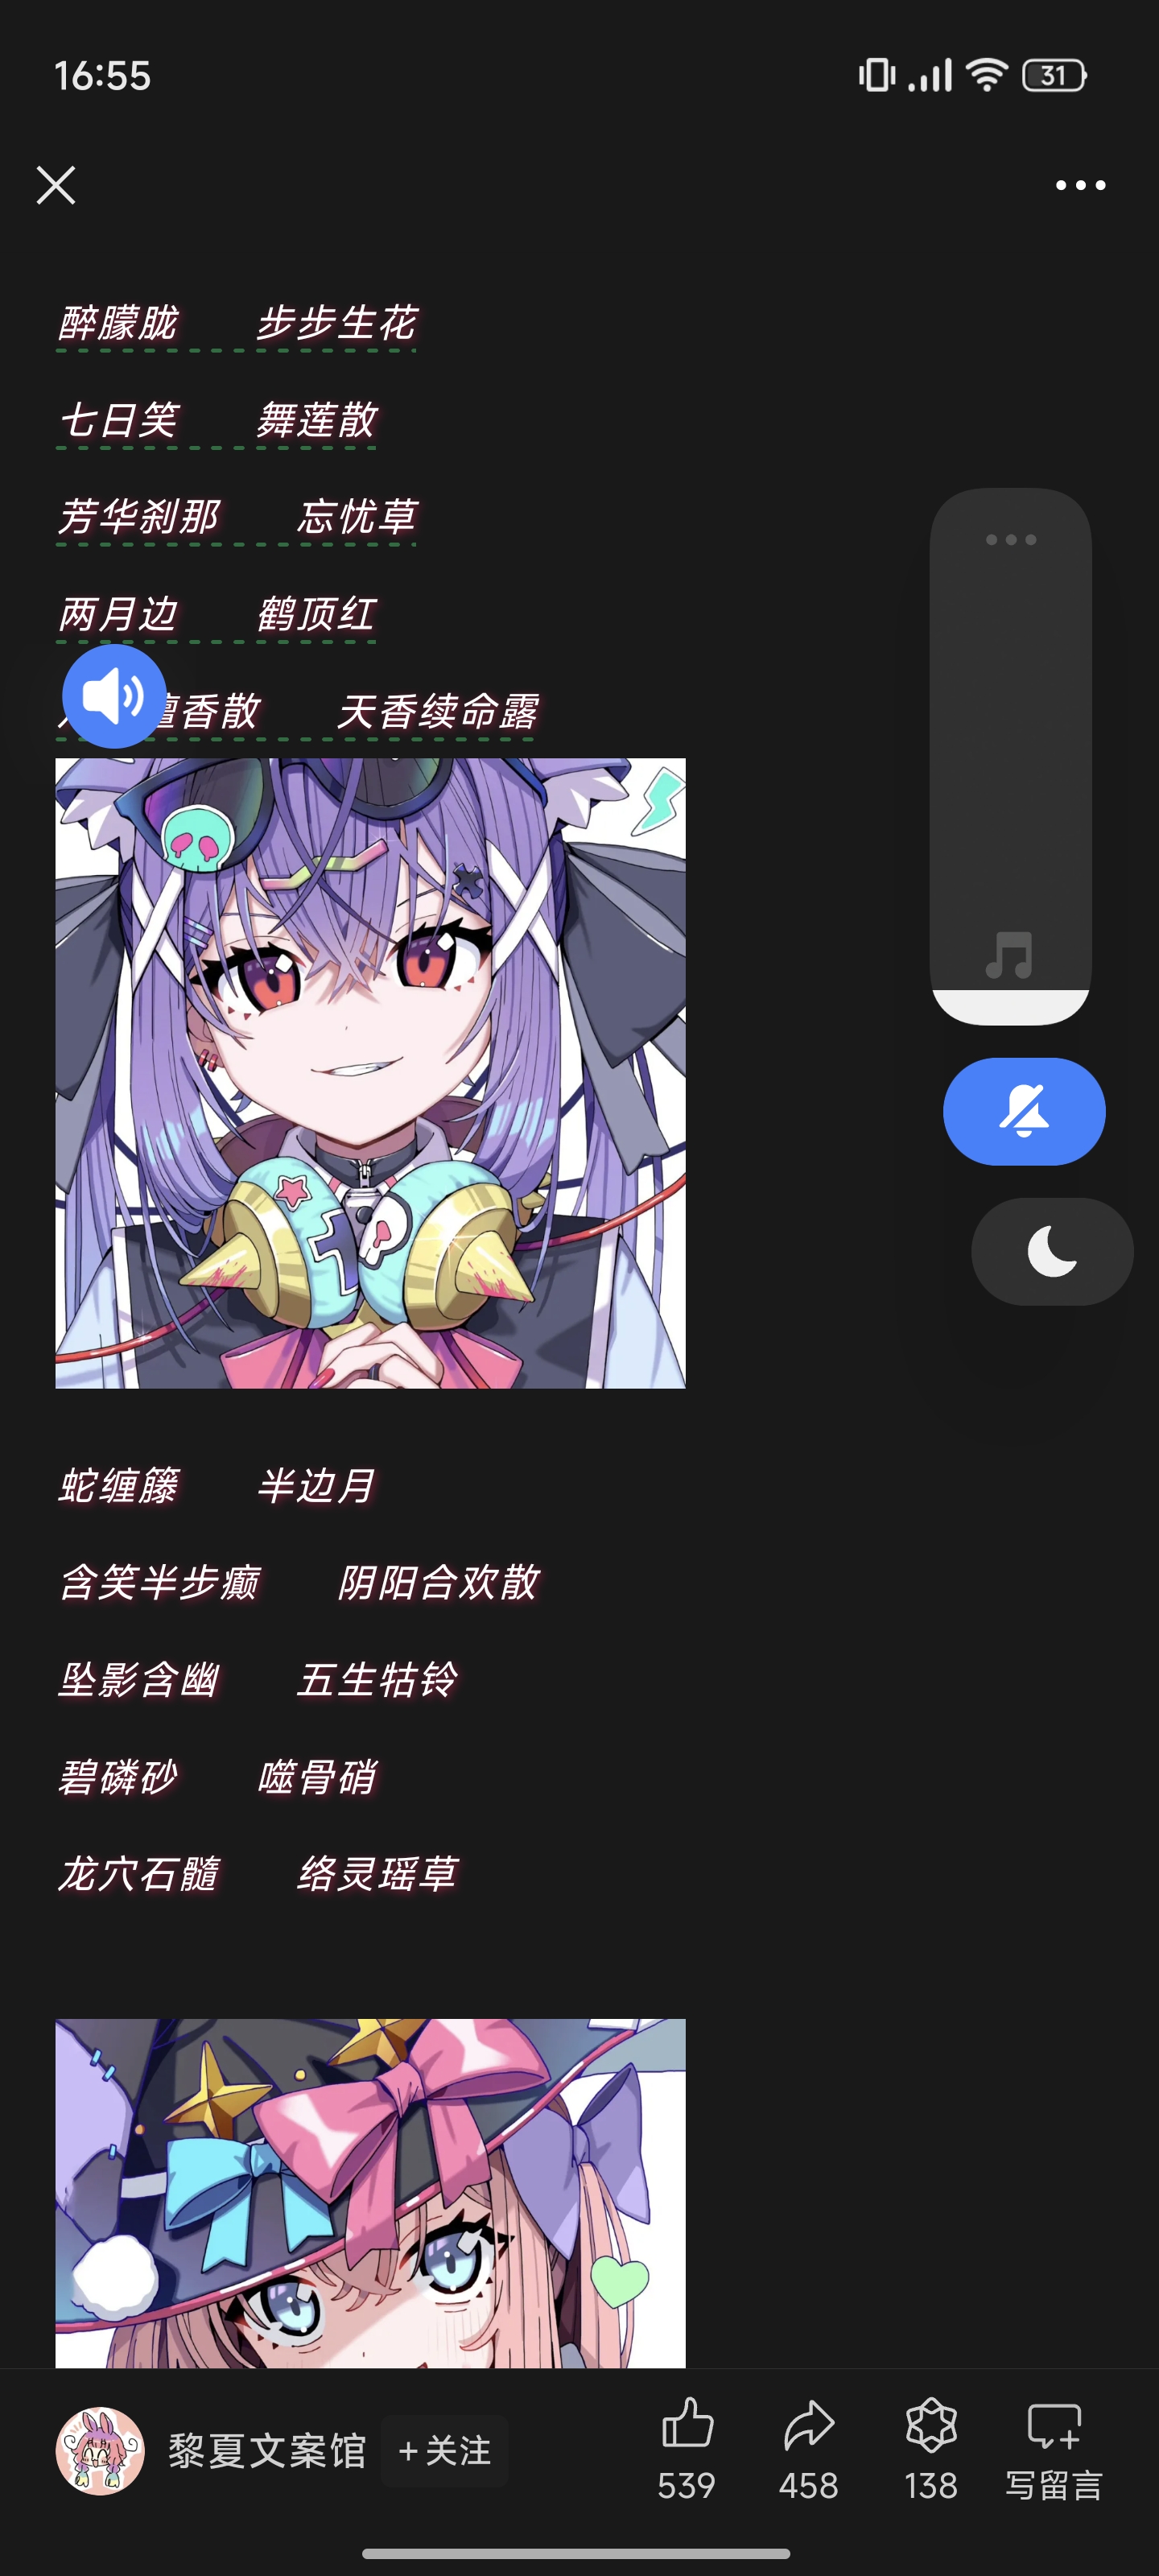 16:55
31
醉朦胧 步步生花
七日笑 舞莲散
芳华刹那 忘忧草
两月边 鹤顶红
香散 天香续命露
蛇缠籐 半边月
含笑半步癫 阴阳合欢散
坠影含幽 五生牯铃
碧磷砂 噬骨硝
龙穴石髓 络灵瑶草
黎夏文案馆 +关注
539 458 138 写留言